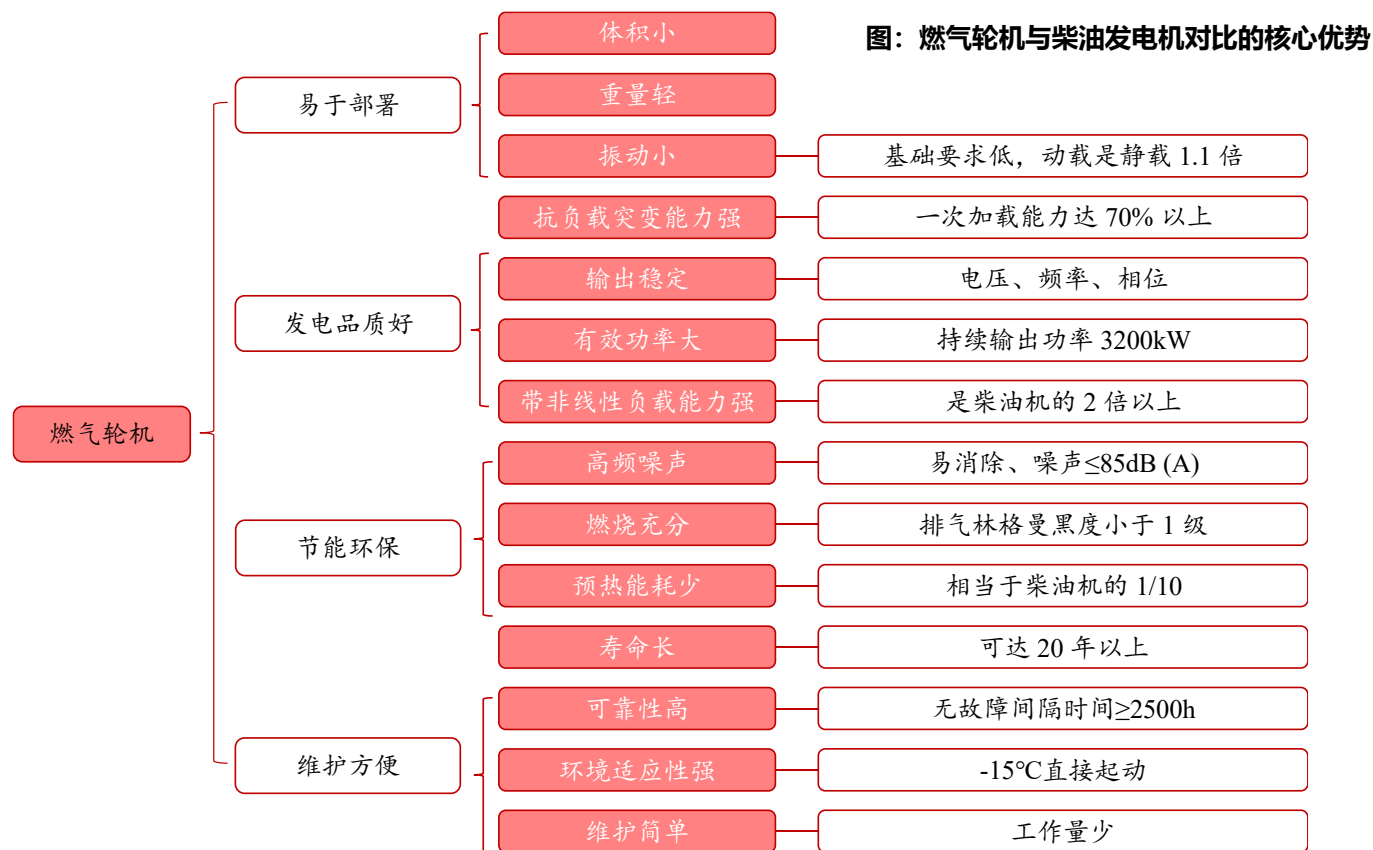 图：燃气轮机与柴油发电机对比的核心优势
燃气轮机
易于部署
体积小
重量轻
振动小
基础要求低，动载是静载 1.1 倍
发电品质好
抗负载突变能力强
一次加载能力达 70% 以上
输出稳定
电压、频率、相位
有效功率大
持续输出功率 3200kW
带非线性负载能力强
是柴油机的 2 倍以上
节能环保
高频噪声
易消除、噪声≤85dB (A)
燃烧充分
排气林格曼黑度小于 1 级
预热能耗少
相当于柴油机的 1/10
维护方便
寿命长
可达 20 年以上
可靠性高
无故障间隔时间≥2500h
环境适应性强
-15℃直接起动
维护简单
工作量少